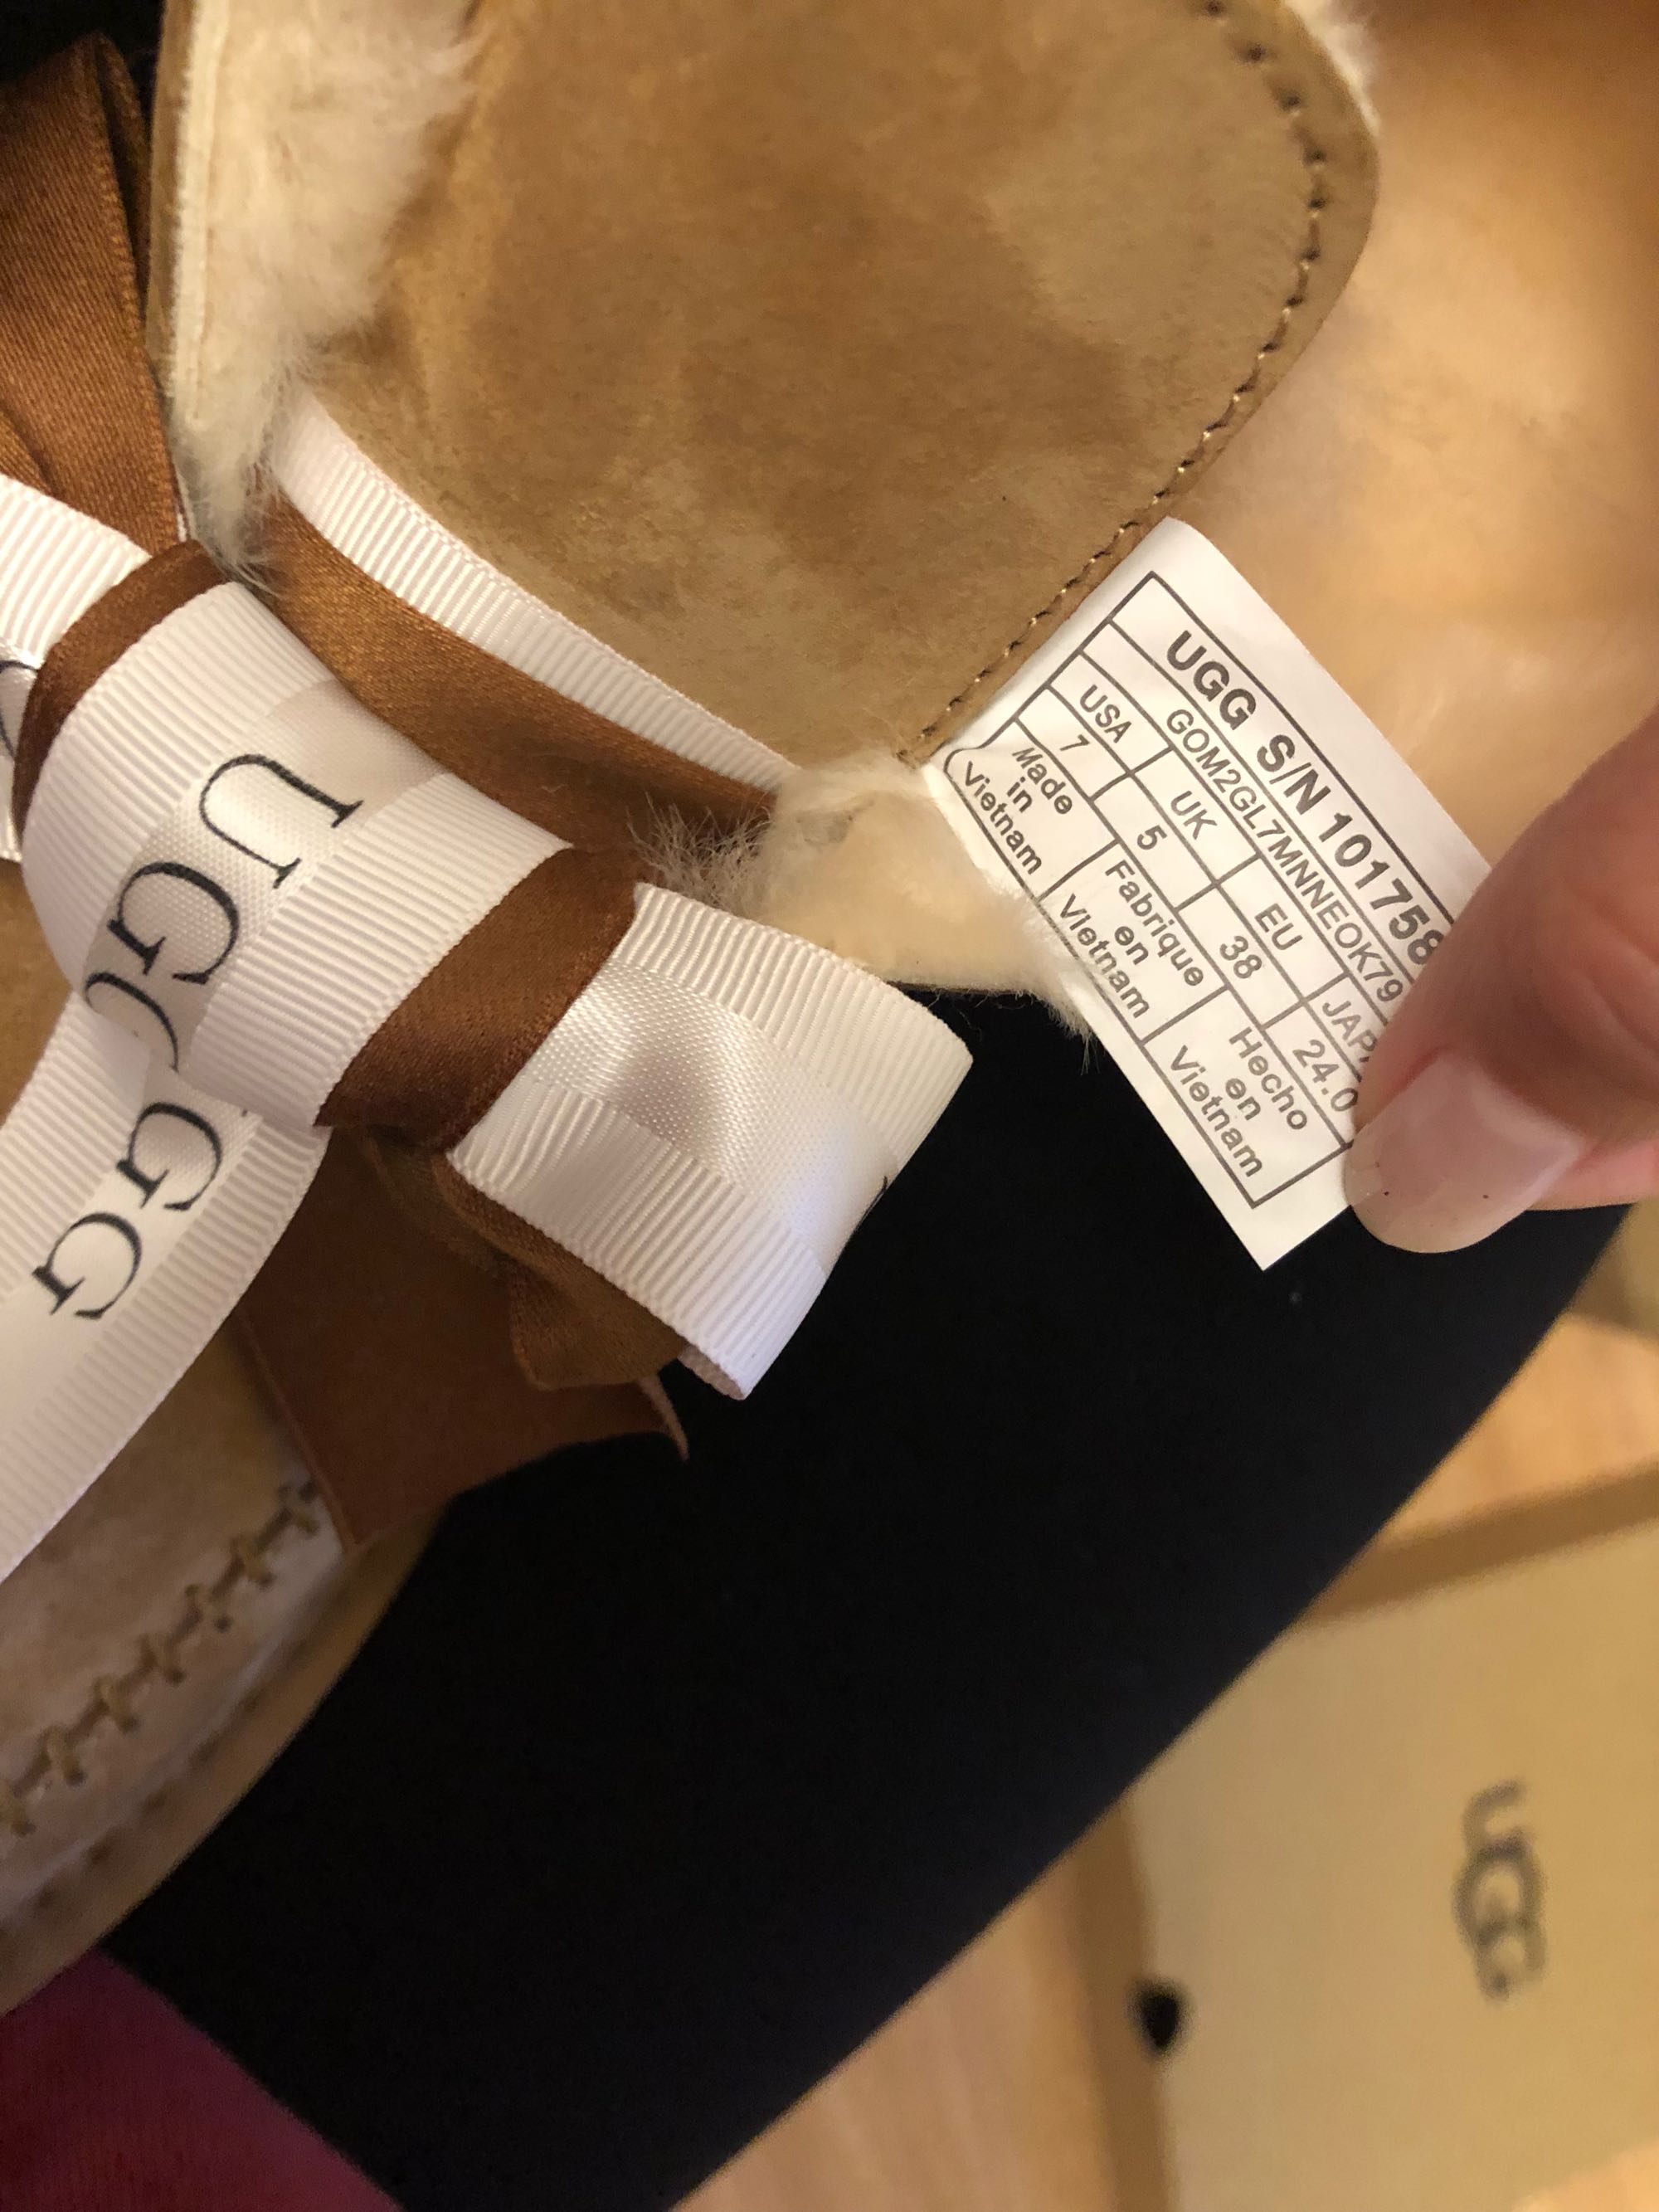 UGG S/N 101758
GOM2GL7MNNEOK79
USA UK EU
7 5 38 24.0
Made in Vietnam
Fabrique en Vietnam
Hecho en Vietnam
UGG
GG
UGG